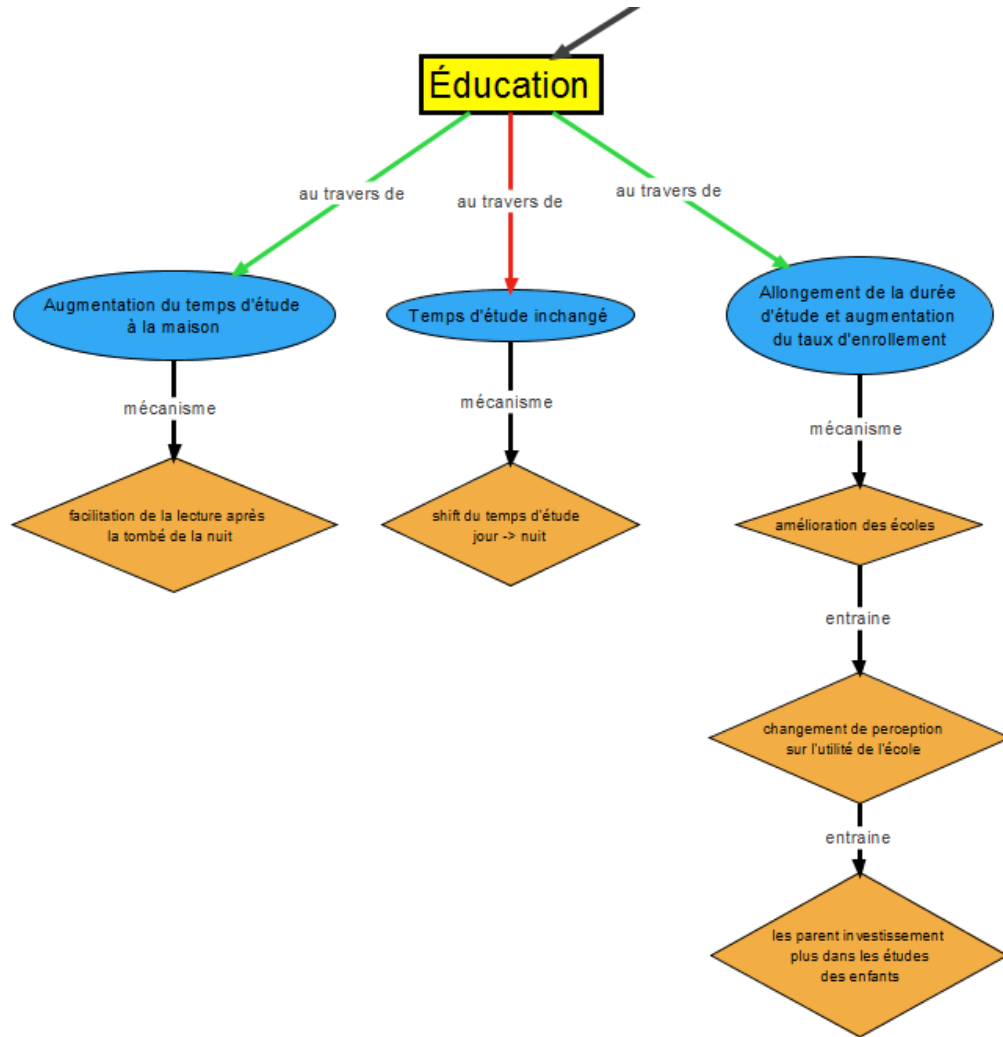 Éducation
au travers de
au travers de
au travers de
Augmentation du temps d'étude
à la maison
Temps d'étude inchangé
Allongement de la durée
d'étude et augmentation
du taux d'enrollement
mécanisme
mécanisme
mécanisme
facilitation de la lecture après
la tombé de la nuit
shift du temps d'étude
jour -> nuit
amélioration des écoles
entraine
changement de perception
sur l'utilité de l'école
entraine
les parent investissement
plus dans les études
des enfants